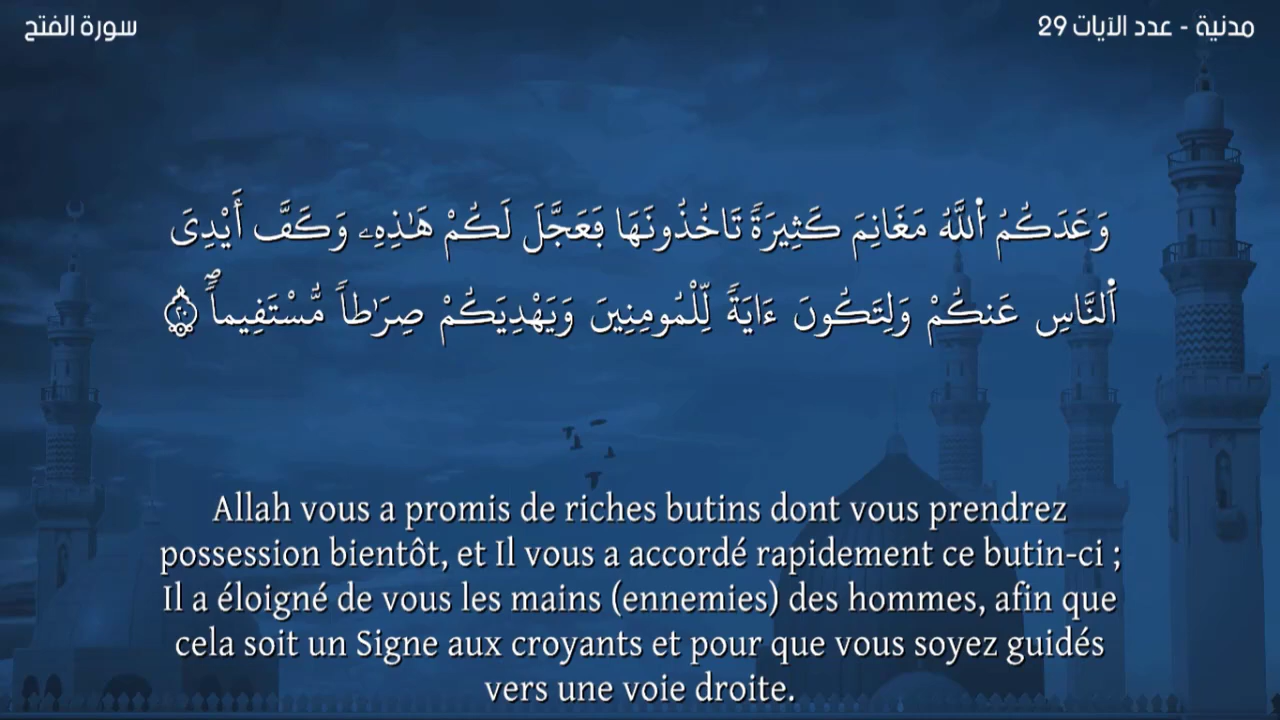 مدنية - عدد الآيات 29
سورة الفتح
وَعَدَكُمُ اُ۬للَّهُ مَغَانِمَ كَثِيرَةٗ تَاخُذُونَهَا فَعَجَّلَ لَكُمْ هَٰذِهِۦ وَكَفَّ أَيْدِيَ
اَ۬لنَّاسِ عَنكُمْ وَلِتَكُونَ ءَايَةٗ لِّلْمُومِنِينَ وَيَهْدِيَكُمْ صِرَٰطاٗ مُّسْتَقِيماٗۖ ٢٠
Allah vous a promis de riches butins dont vous prendrez
possession bientôt, et Il vous a accordé rapidement ce butin-ci ;
Il a éloigné de vous les mains (ennemies) des hommes, afin que
cela soit un Signe aux croyants et pour que vous soyez guidés
vers une voie droite.